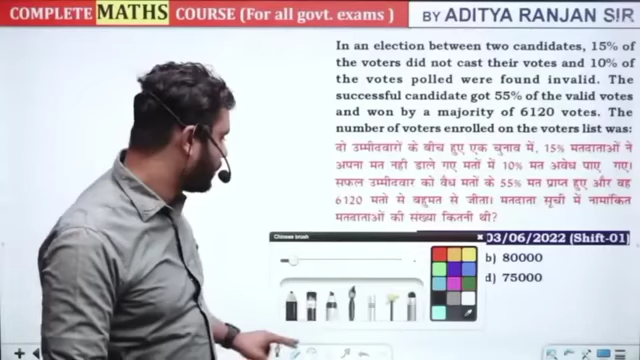 COMPLETE MATHS COURSE (For all govt. exams )
BY ADITYA RANJAN SIR
In an election between two candidates, 15% of
the voters did not cast their votes and 10% of
the votes polled were found invalid. The
successful candidate got 55% of the valid votes
and won by a majority of 6120 votes. The
number of voters enrolled on the voters list was:
दो उम्मीदवारों के बीच हुए एक चुनाव में, 15% मतदाताओं ने
अपना मत नही डाले गए मतों में 10% मत अवेध पाए गए।
सफल उम्मीदवार को वैध मतों के 55% मत प्राप्त हुए और वह
6120 मतो से बहुमत से जीता। मतदाता सूची में नामांकित
मतदाताओं की संख्या कितनी थी?
03/06/2022 (Shift-01)
Chinese brush
b) 80000
d) 75000